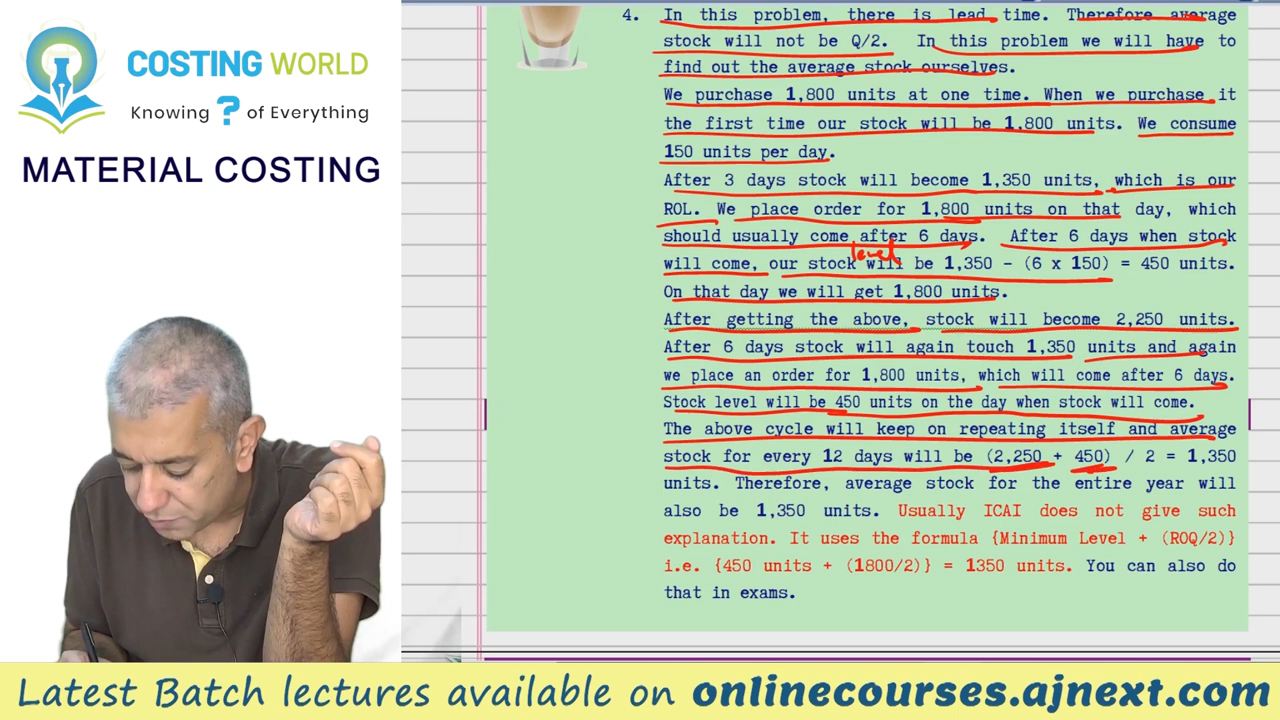 COSTING WORLD
Knowing ? of Everything
MATERIAL COSTING
4. In this problem, there is lead time. Therefore average
stock will not be Q/2. In this problem we will have to
find out the average stock ourselves.
We purchase 1,800 units at one time. When we purchase it
the first time our stock will be 1,800 units. We consume
150 units per day.
After 3 days stock will become 1,350 units, which is our
ROL. We place order for 1,800 units on that day, which
should usually come after 6 days. After 6 days when stock
level
will come, our stock will be 1,350 – (6 x 150) = 450 units.
On that day we will get 1,800 units.
After getting the above, stock will become 2,250 units.
After 6 days stock will again touch 1,350 units and again
we place an order for 1,800 units, which will come after 6 days.
Stock level will be 450 units on the day when stock will come.
The above cycle will keep on repeating itself and average
stock for every 12 days will be (2,250 + 450) / 2 = 1,350
units. Therefore, average stock for the entire year will
also be 1,350 units. Usually ICAI does not give such
explanation. It uses the formula {Minimum Level + (ROQ/2)}
i.e. {450 units + (1800/2)} = 1350 units. You can also do
that in exams.
Latest Batch lectures available on onlinecourses.ajnext.com